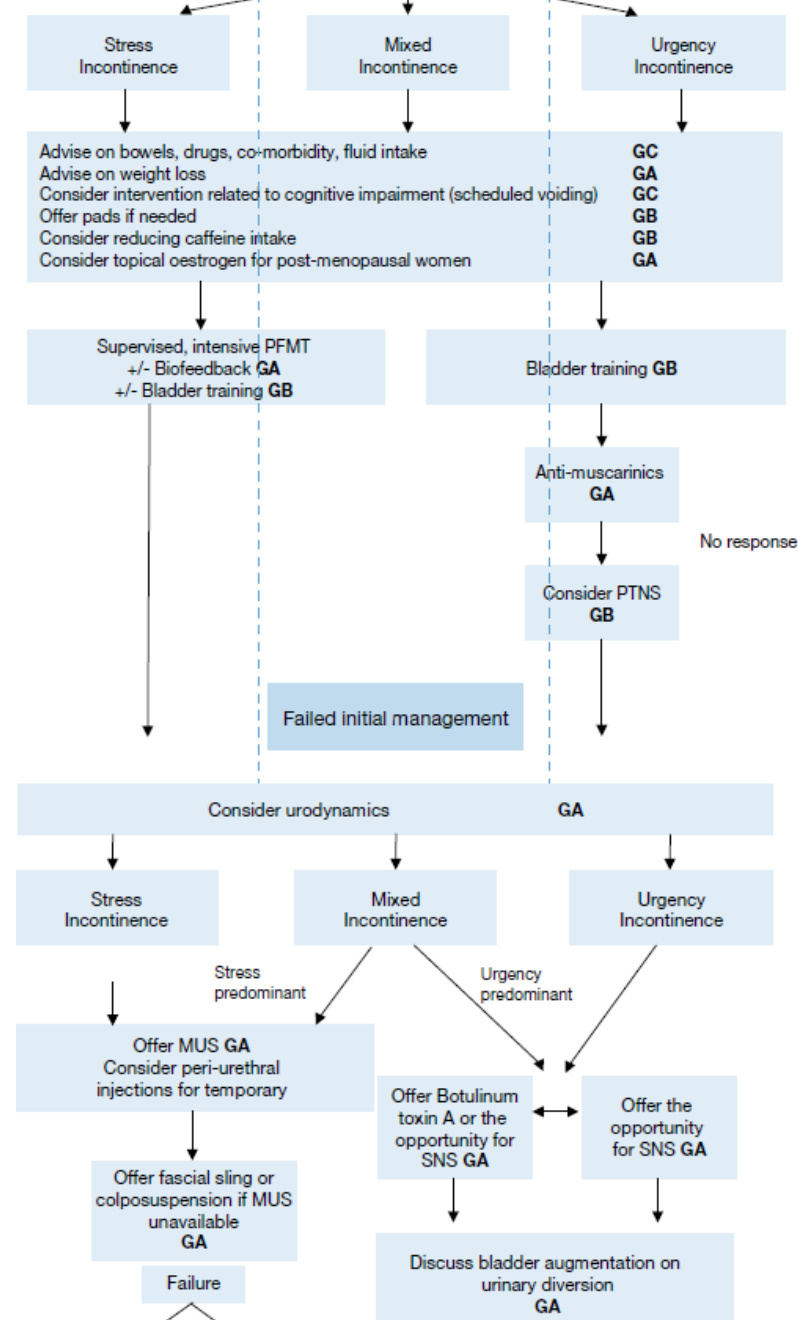 Stress
Incontinence
Mixed
Incontinence
Urgency
Incontinence
Advise on bowels, drugs, co-morbidity, fluid intake GC
Advise on weight loss GA
Consider intervention related to cognitive impairment (scheduled voiding) GC
Offer pads if needed GB
Consider reducing caffeine intake GB
Consider topical oestrogen for post-menopausal women GA
Supervised, intensive PFMT
+/- Biofeedback GA
+/- Bladder training GB
Bladder training GB
Anti-muscarinics
GA
No response
Consider PTNS
GB
Failed initial management
Consider urodynamics GA
Stress
Incontinence
Mixed
Incontinence
Urgency
Incontinence
Stress
predominant
Urgency
predominant
Offer MUS GA
Consider peri-urethral
injections for temporary
Offer Botulinum
toxin A or the
opportunity for
SNS GA
Offer the
opportunity
for SNS GA
Offer fascial sling or
colposuspension if MUS
unavailable
GA
Failure
Discuss bladder augmentation on
urinary diversion
GA